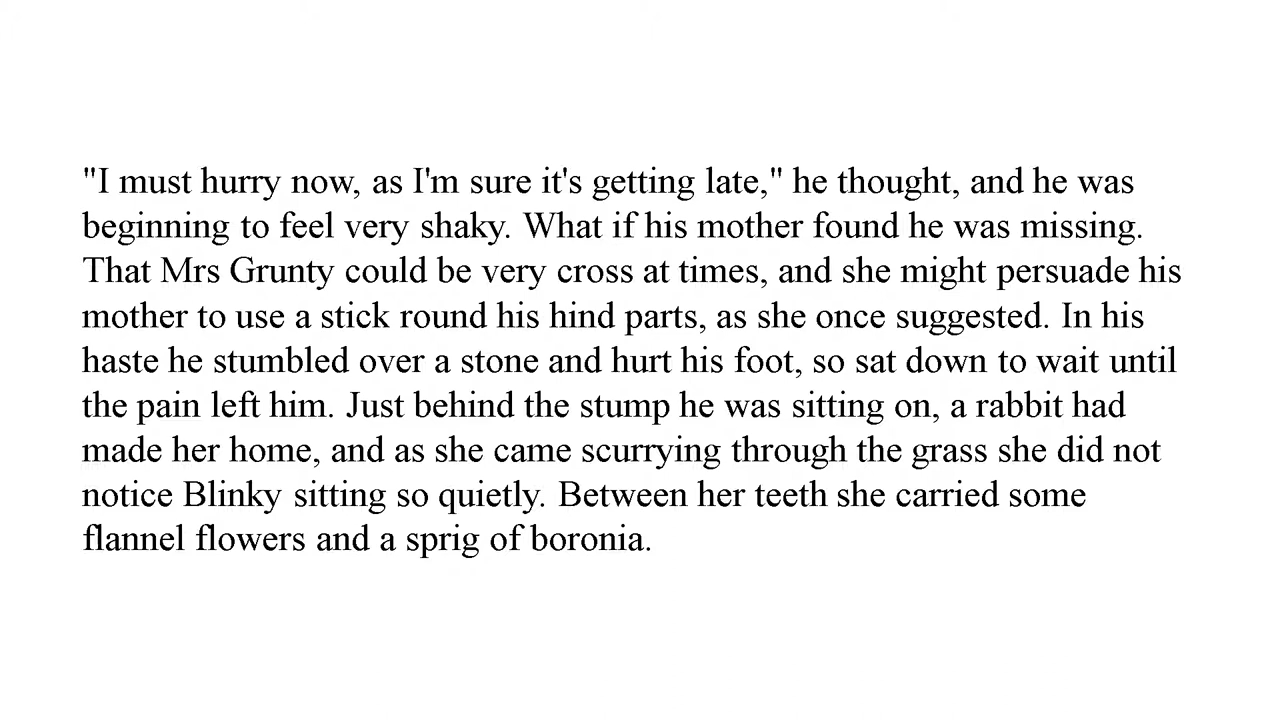 "I must hurry now, as I'm sure it's getting late," he thought, and he was
beginning to feel very shaky. What if his mother found he was missing.
That Mrs Grunty could be very cross at times, and she might persuade his
mother to use a stick round his hind parts, as she once suggested. In his
haste he stumbled over a stone and hurt his foot, so sat down to wait until
the pain left him. Just behind the stump he was sitting on, a rabbit had
made her home, and as she came scurrying through the grass she did not
notice Blinky sitting so quietly. Between her teeth she carried some
flannel flowers and a sprig of boronia.